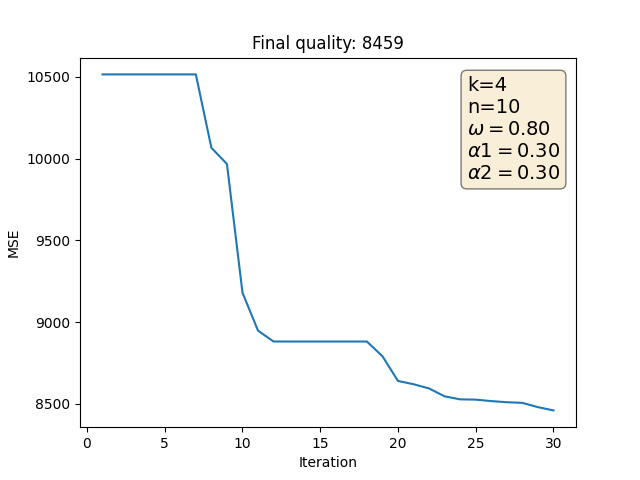 Final quality: 8459
k=4
n=10
ω = 0.80
α1 = 0.30
α2 = 0.30
10500
10000
9500
9000
8500
MSE
0 5 10 15 20 25 30
Iteration